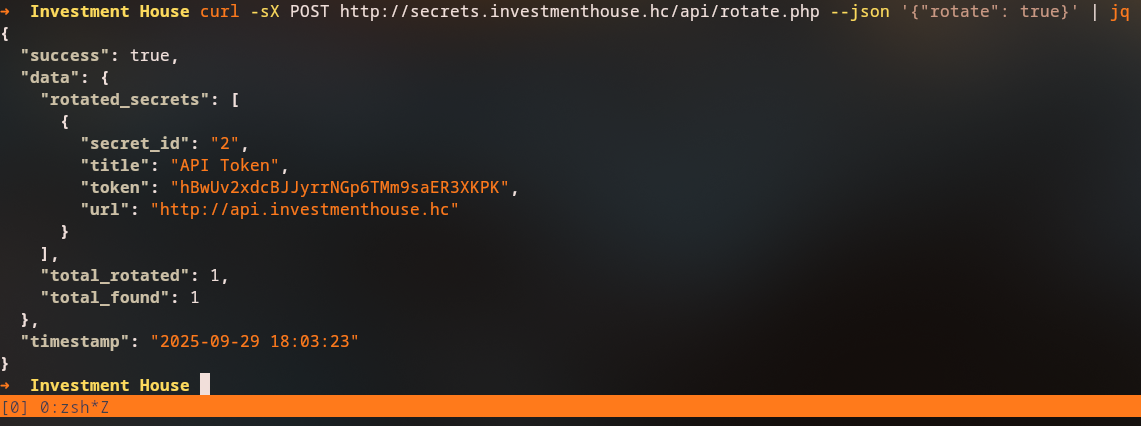 →  Investment House curl -sX POST http://secrets.investmenthouse.hc/api/rotate.php --json '{"rotate": true}' | jq
{
  "success": true,
  "data": {
    "rotated_secrets": [
      {
        "secret_id": "2",
        "title": "API Token",
        "token": "hBwUv2xdcBJJyrrNGp6TMm9saER3XKPK",
        "url": "http://api.investmenthouse.hc"
      }
    ],
    "total_rotated": 1,
    "total_found": 1
  },
  "timestamp": "2025-09-29 18:03:23"
}
→  Investment House
[0] 0:zsh*Z